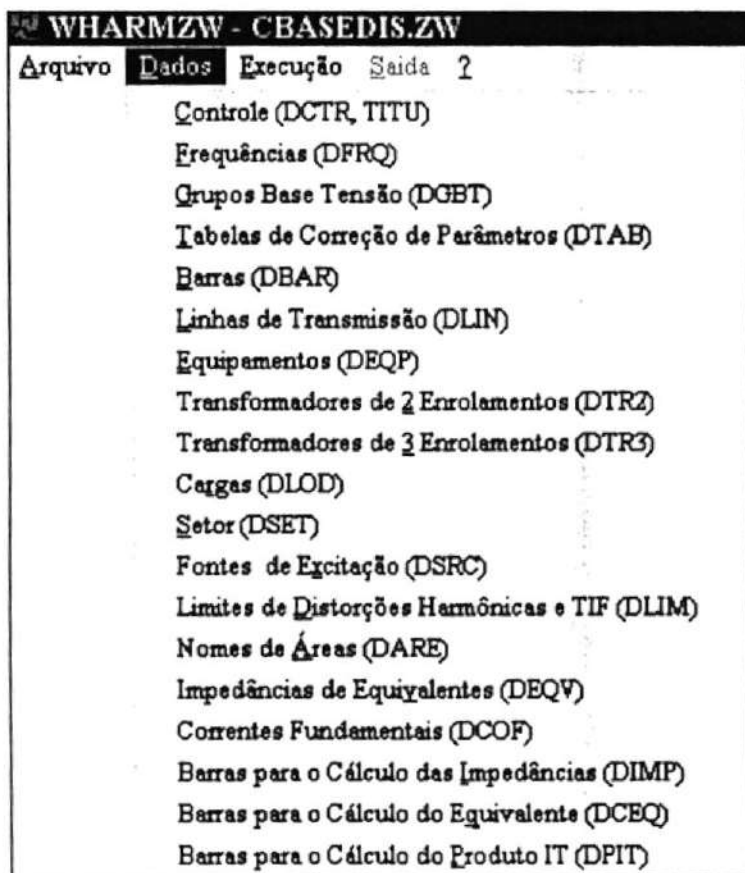 WHARMZW - CBASEDIS.ZW
Arquivo Dados Execução Saida ?
Controle (DCTR, TITU)
Frequências (DFRQ)
Grupos Base Tensão (DGBT)
Tabelas de Correção de Parâmetros (DTAB)
Barras (DBAR)
Linhas de Transmissão (DLIN)
Equipamentos (DEQP)
Transformadores de 2 Enrolamentos (DTR2)
Transformadores de 3 Enrolamentos (DTR3)
Cargas (DLOD)
Setor (DSET)
Fontes de Excitação (DSRC)
Limites de Distorções Harmônicas e TIF (DLIM)
Nomes de Áreas (DARE)
Impedâncias de Equivalentes (DEQV)
Correntes Fundamentais (DCOF)
Barras para o Cálculo das Impedâncias (DIMP)
Barras para o Cálculo do Equivalente (DCEQ)
Barras para o Cálculo do Produto IT (DPIT)